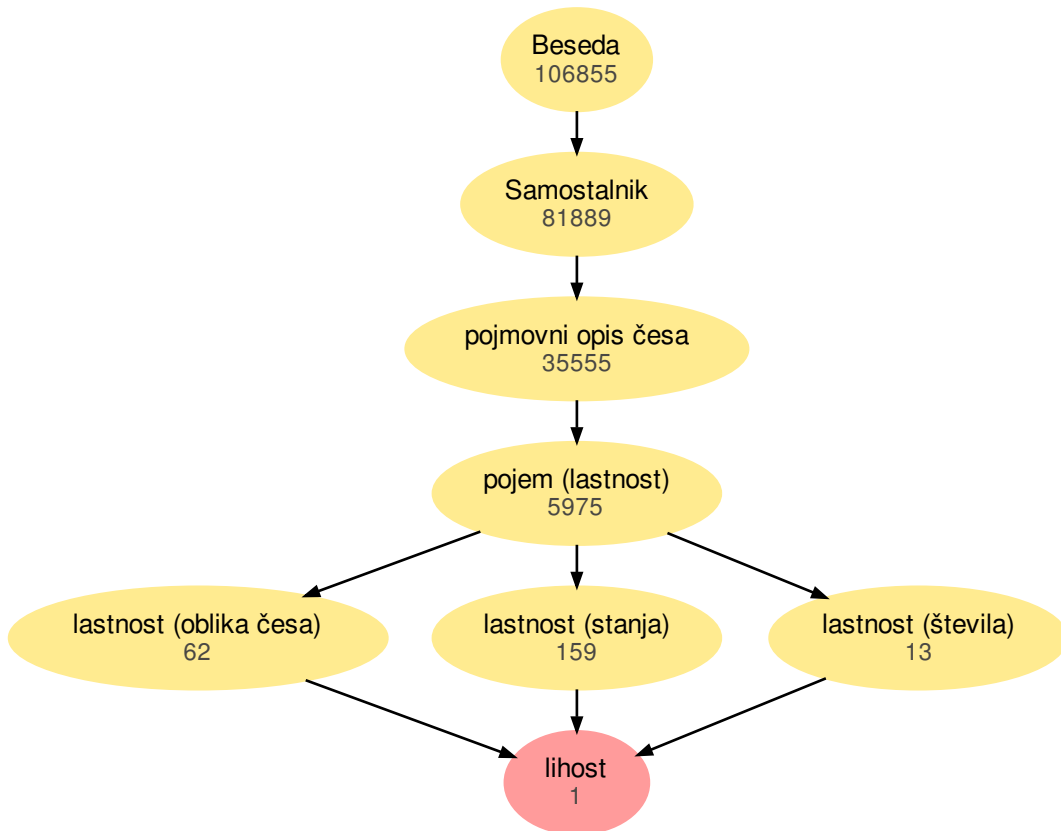 Beseda
106855
Samostalnik
81889
pojmovni opis česa
35555
pojem (lastnost)
5975
lastnost (oblika česa)
62
lastnost (stanja)
159
lastnost (števila)
13
lihost
1